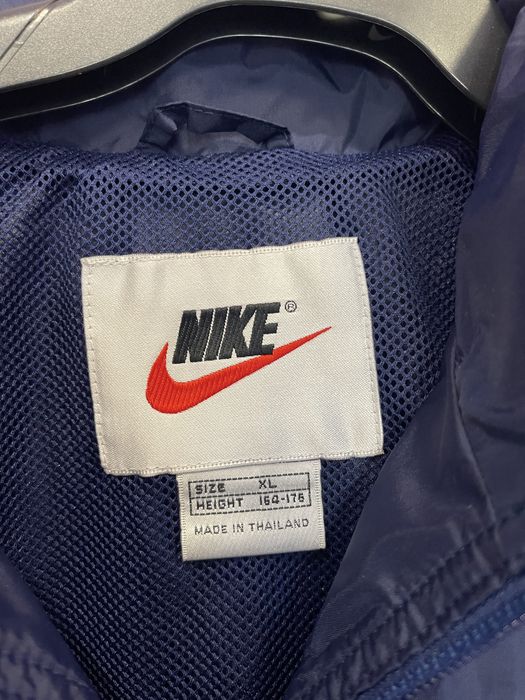 NIKE®
SIZE XL
HEIGHT 164-176
MADE IN THAILAND